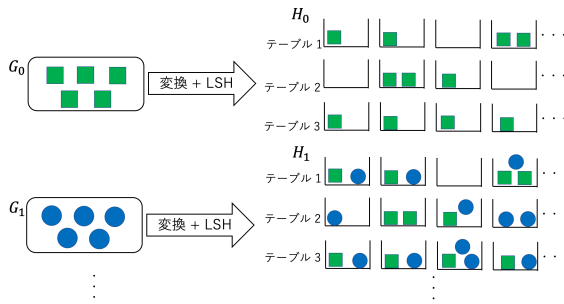 H₀
テーブル 1
・・・
G₀
変換 + LSH
テーブル 2
・・・
テーブル 3
・・・
H₁
テーブル 1
・・
G₁
変換 + LSH
テーブル 2
・・
テーブル 3
・・
・・・
・・・